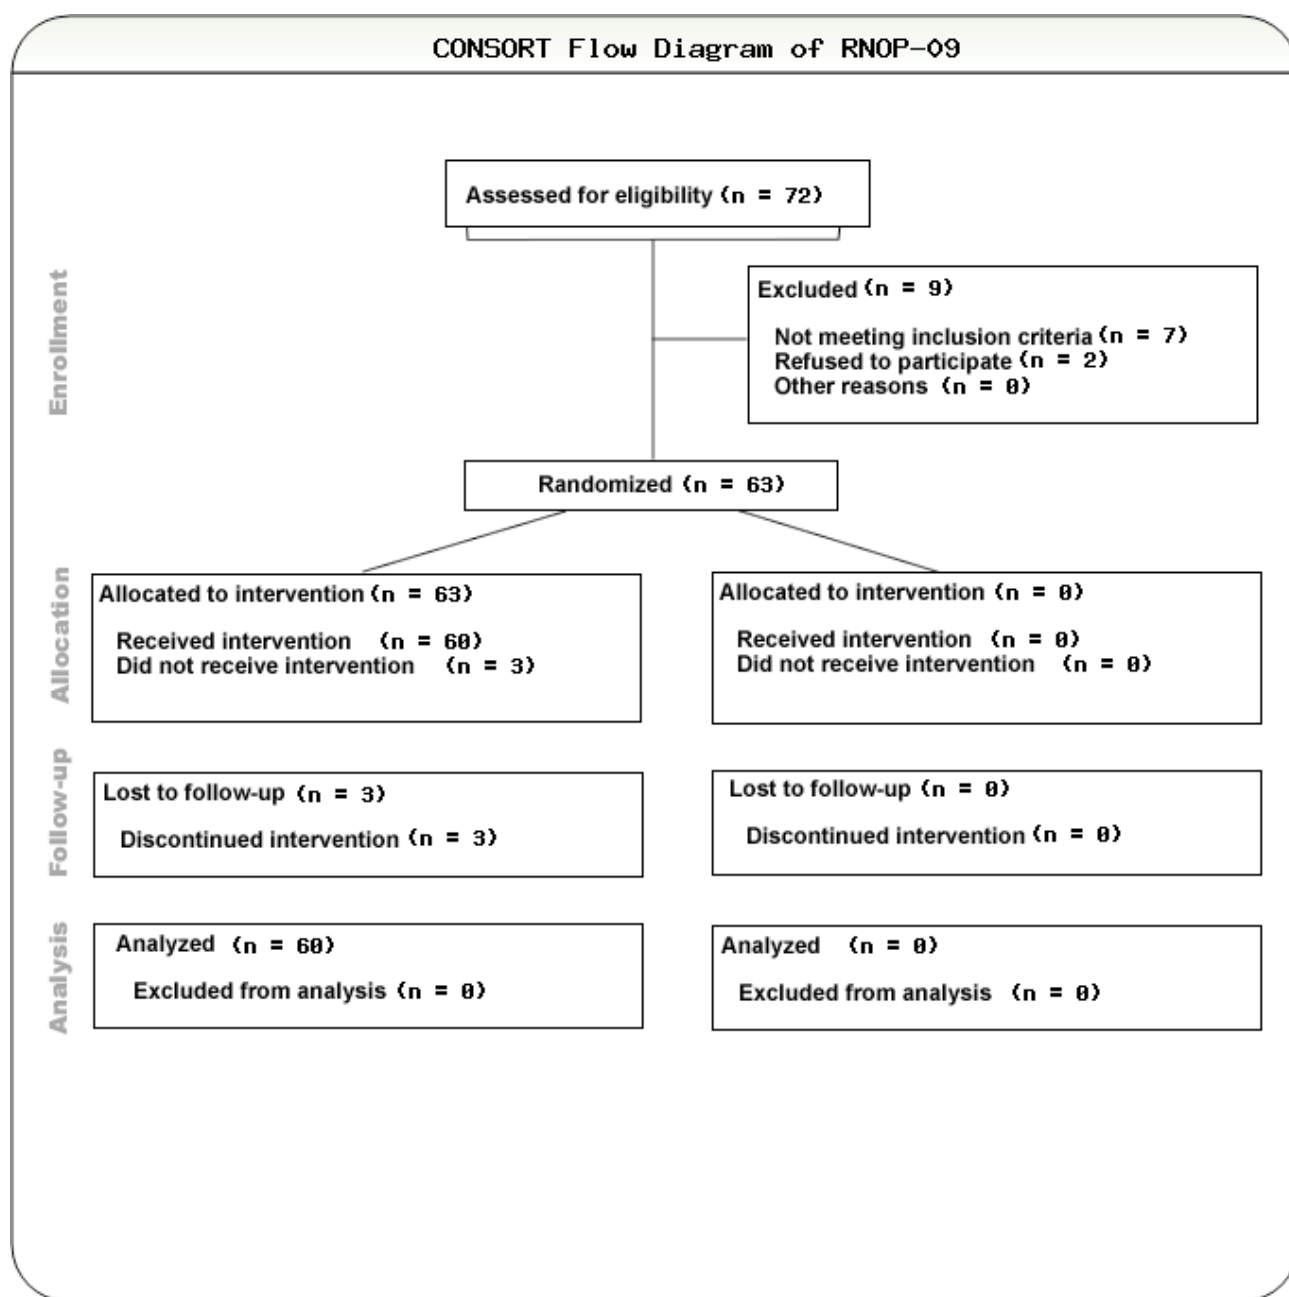 CONSORT Flow Diagram of RNOP-09
Assessed for eligibility (n = 72)
Enrollment
Excluded (n = 9)
Not meeting inclusion criteria (n = 7)
Refused to participate (n = 2)
Other reasons (n = 0)
Randomized (n = 63)
Allocation
Allocated to intervention (n = 63)
Received intervention (n = 60)
Did not receive intervention (n = 3)
Allocated to intervention (n = 0)
Received intervention (n = 0)
Did not receive intervention (n = 0)
Follow-up
Lost to follow-up (n = 3)
Discontinued intervention (n = 3)
Lost to follow-up (n = 0)
Discontinued intervention (n = 0)
Analysis
Analyzed (n = 60)
Excluded from analysis (n = 0)
Analyzed (n = 0)
Excluded from analysis (n = 0)